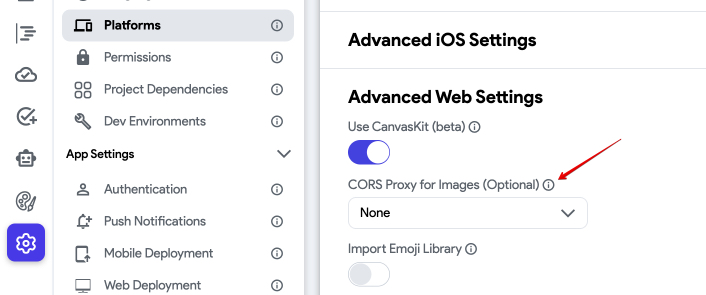 Platforms
Permissions
Project Dependencies
Dev Environments
App Settings
Authentication
Push Notifications
Mobile Deployment
Web Deployment
Advanced iOS Settings
Advanced Web Settings
Use CanvasKit (beta)
CORS Proxy for Images (Optional)
None
Import Emoji Library